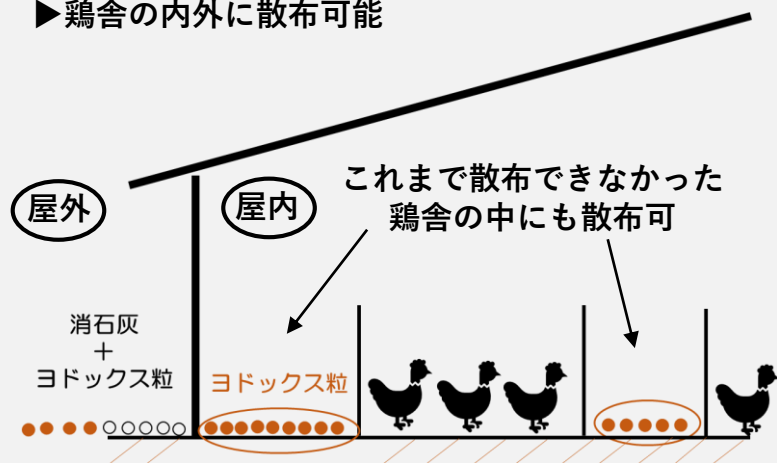 ▶鶏舎の内外に散布可能
これまで散布できなかった
鶏舎の中にも散布可
屋外
屋内
消石灰
+
ヨドックス粒
ヨドックス粒